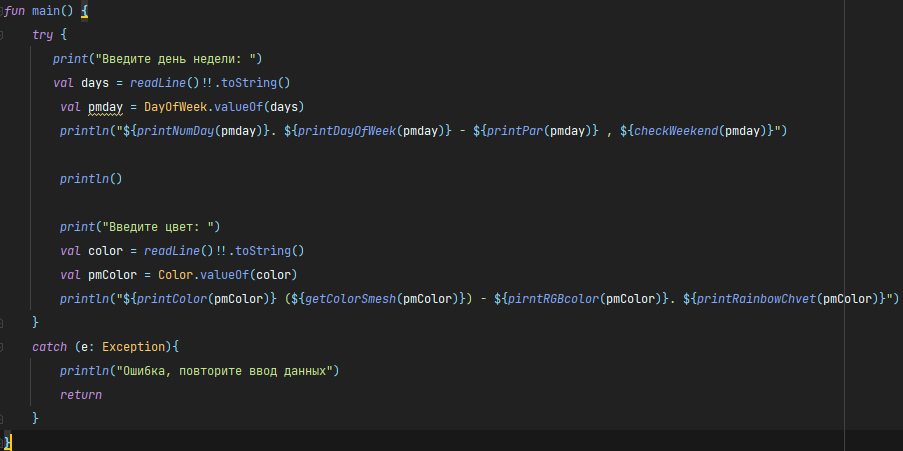 fun main() {
try {
print("Введите день недели: ")
val days = readLine()!!.toString()
val pmday = DayOfWeek.valueOf(days)
println("${printNumDay(pmday)}. ${printDayOfWeek(pmday)} - ${printPar(pmday)} , ${checkWeekend(pmday)}")
println()
print("Введите цвет: ")
val color = readLine()!!.toString()
val pmColor = Color.valueOf(color)
println("${printColor(pmColor)} (${getColorSmesh(pmColor)}) - ${pirntRGBcolor(pmColor)}. ${printRainbowChvet(pmColor)}")
}
catch (e: Exception){
println("Ошибка, повторите ввод данных")
return
}
}